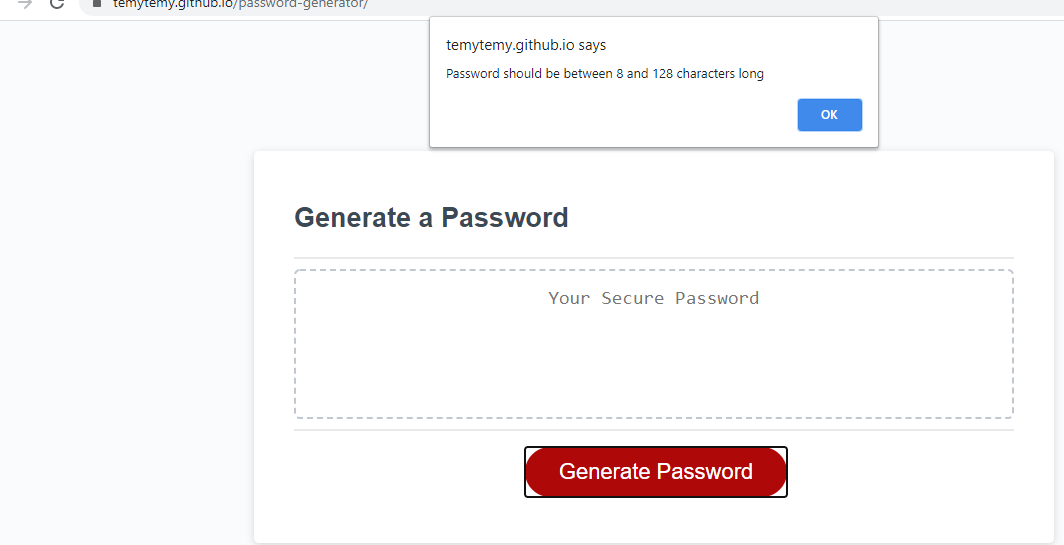 temytemy.github.io/password-generator/
temytemy.github.io says
Password should be between 8 and 128 characters long
OK
Generate a Password
Your Secure Password
Generate Password